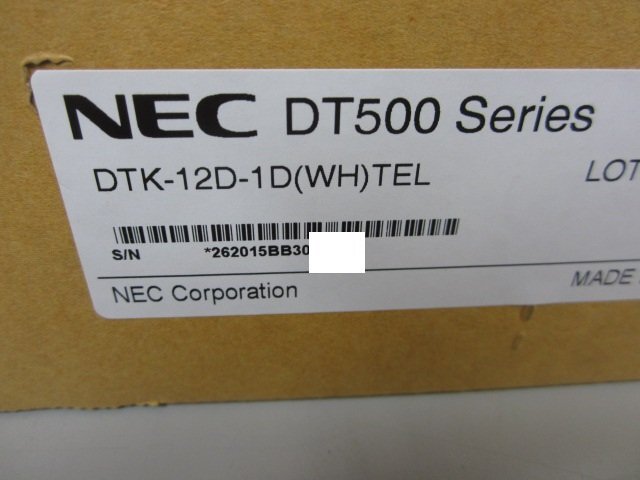 NEC DT500 Series
DTK-12D-1D(WH)TEL LOT
S/N *262015BB30
NEC Corporation MADE